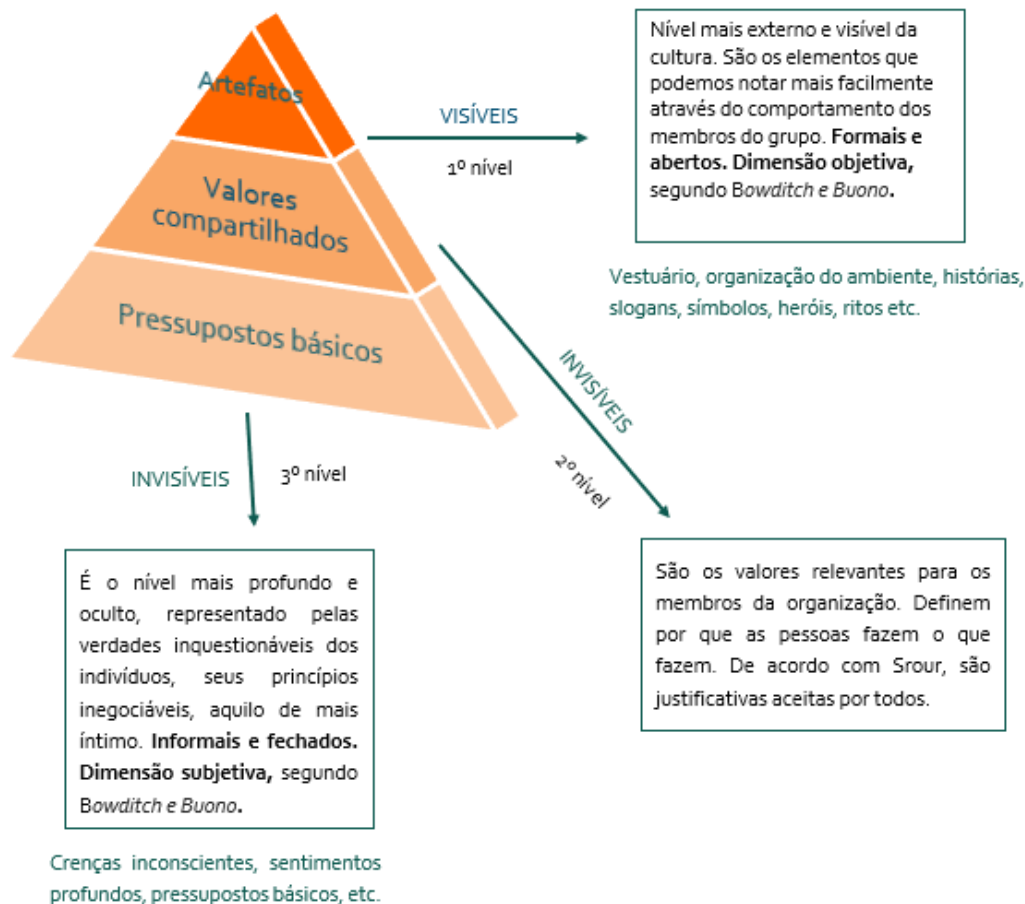 Artefatos
Valores
compartilhados
Pressupostos básicos
VISÍVEIS
1º nível
Nível mais externo e visível da
cultura. São os elementos que
podemos notar mais facilmente
através do comportamento dos
membros do grupo. Formais e
abertos. Dimensão objetiva,
segundo Bowditch e Buono.
Vestuário, organização do ambiente, histórias,
slogans, símbolos, heróis, ritos etc.
INVISÍVEIS
2º nível
São os valores relevantes para os
membros da organização. Definem
por que as pessoas fazem o que
fazem. De acordo com Srour, são
justificativas aceitas por todos.
INVISÍVEIS
3º nível
É o nível mais profundo e
oculto, representado pelas
verdades inquestionáveis dos
indivíduos, seus princípios
inegociáveis, aquilo de mais
íntimo. Informais e fechados.
Dimensão subjetiva, segundo
Bowditch e Buono.
Crenças inconscientes, sentimentos
profundos, pressupostos básicos, etc.